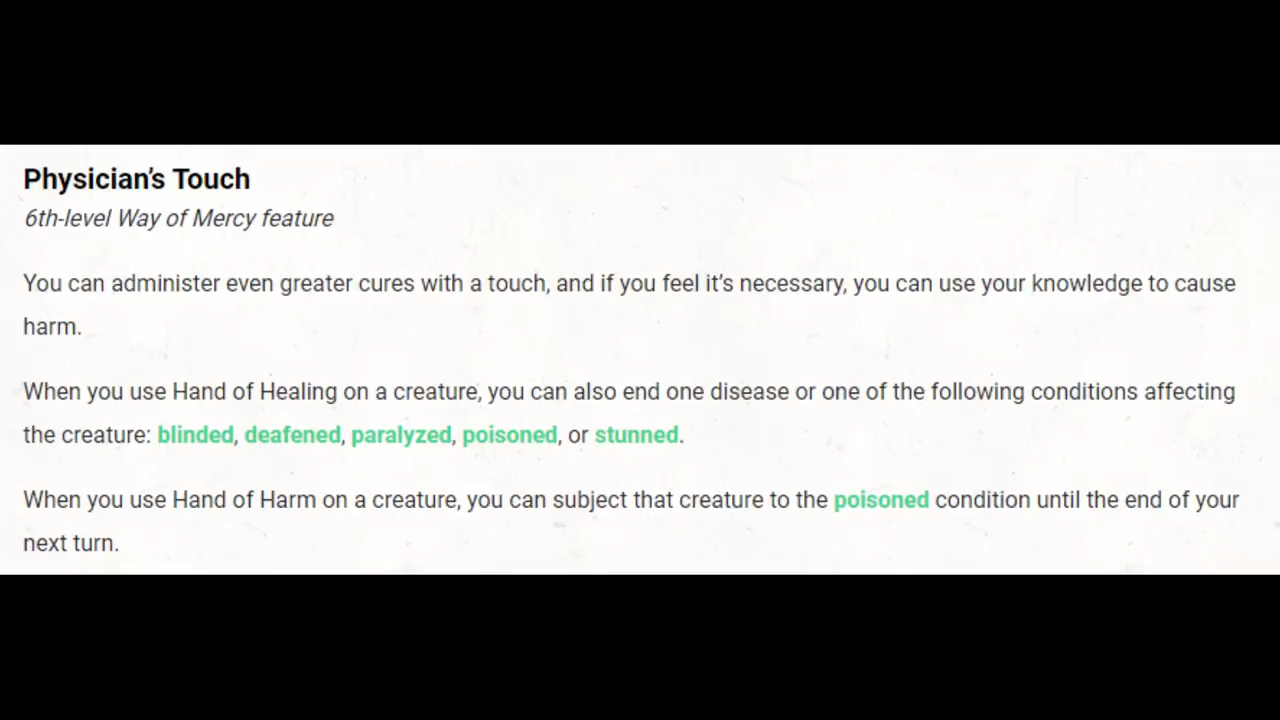 Physician's Touch
6th-level Way of Mercy feature
You can administer even greater cures with a touch, and if you feel it's necessary, you can use your knowledge to cause
harm.
When you use Hand of Healing on a creature, you can also end one disease or one of the following conditions affecting
the creature: blinded, deafened, paralyzed, poisoned, or stunned.
When you use Hand of Harm on a creature, you can subject that creature to the poisoned condition until the end of your
next turn.